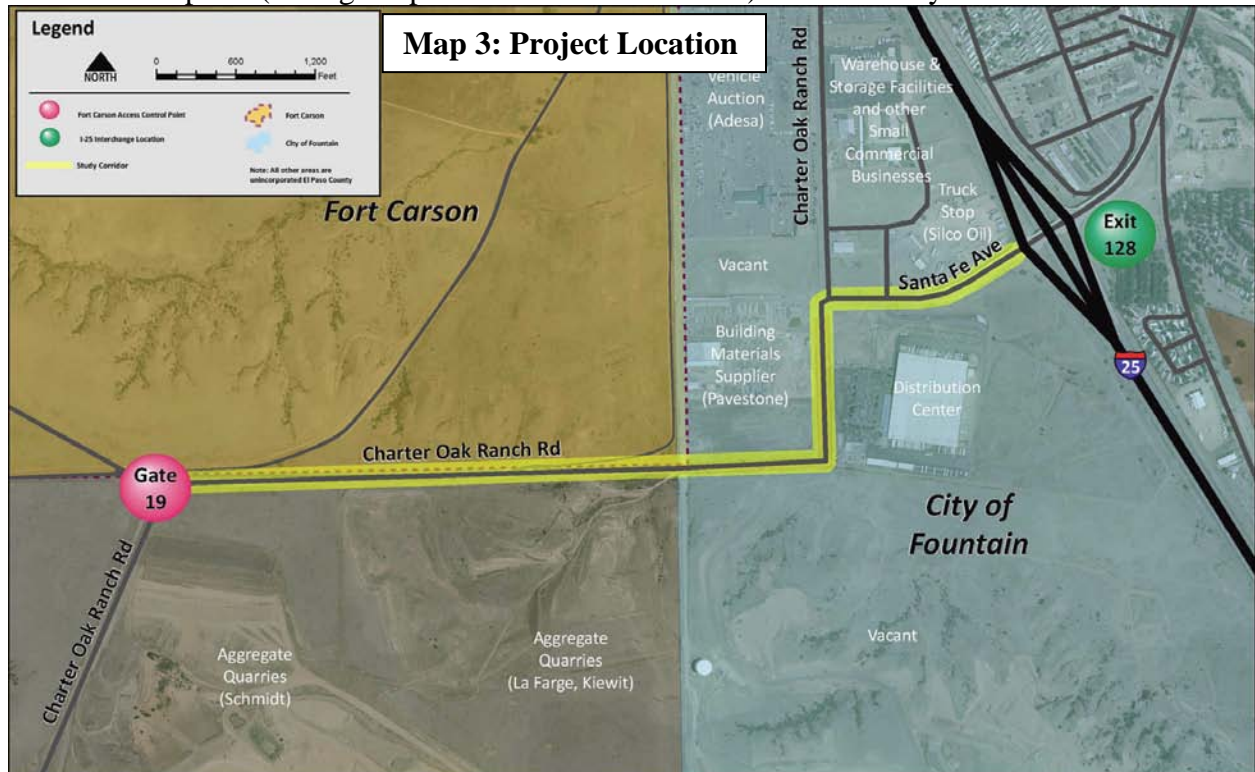 Legend
NORTH
0 600 1,200
Feet
Fort Carson Access Control Point
I-25 Interchange Location
Study Corridor
Fort Carson
City of Fountain
Note: All other areas are
unincorporated El Paso County
Map 3: Project Location
Fort Carson
Vehicle
Auction
(Adesa)
Charter Oak Ranch Rd
Warehouse &
Storage Facilities
and other
Small
Commercial
Businesses
Truck
Stop
(Silco Oil)
Exit
128
Santa Fe Ave
Vacant
Building
Materials
Supplier
(Pavestone)
25
Distribution
Center
Charter Oak Ranch Rd
Gate
19
City of
Fountain
Charter Oak Ranch Rd
Aggregate
Quarries
(Schmidt)
Aggregate
Quarries
(La Farge, Kiewit)
Vacant